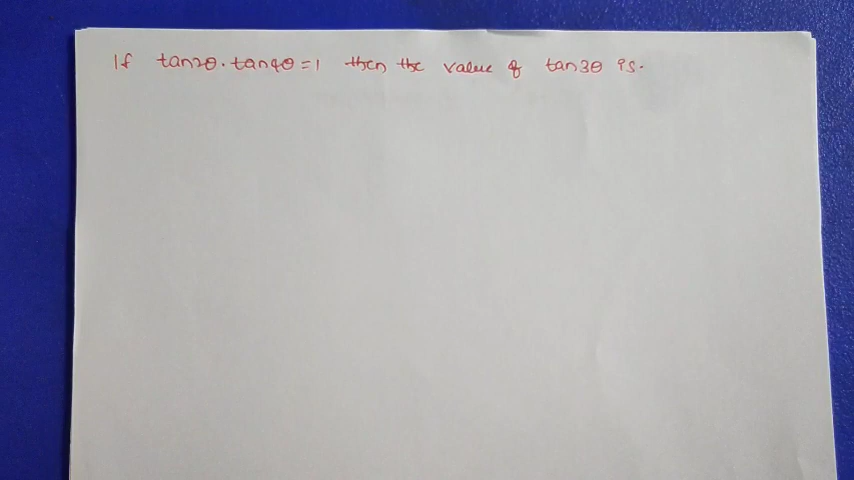 If tan2θ.tan4θ=1 then the value of tan3θ is.